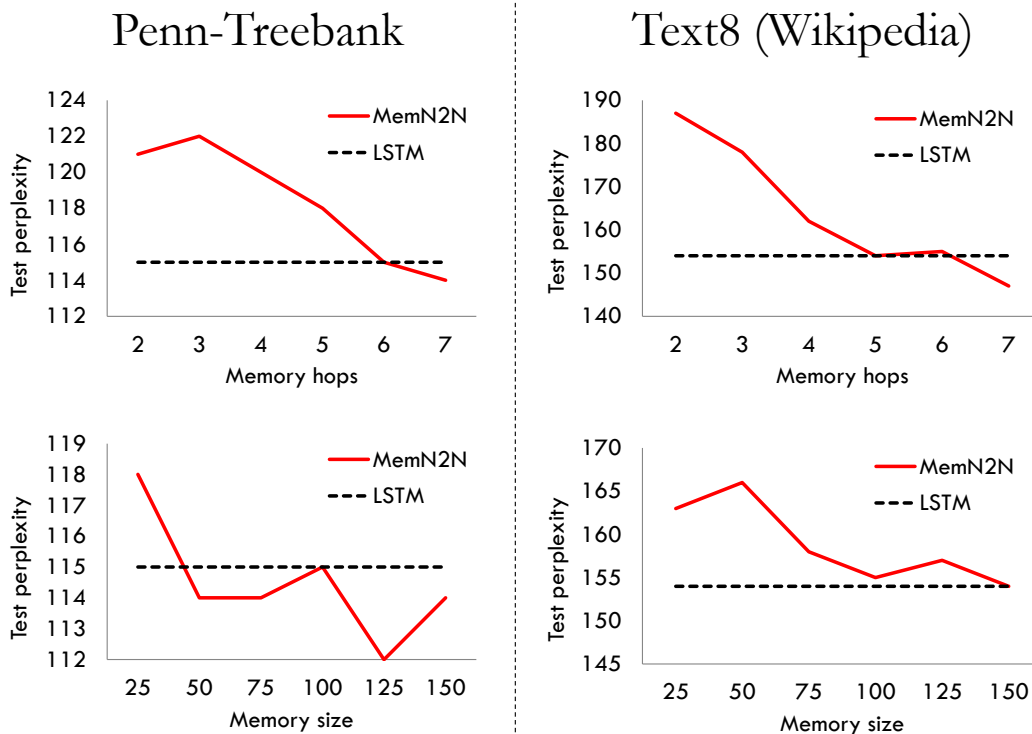 Penn-Treebank
Text8 (Wikipedia)
124
122
120
118
116
114
112
Test perplexity
MemN2N
LSTM
2 3 4 5 6 7
Memory hops
190
180
170
160
150
140
Test perplexity
MemN2N
LSTM
2 3 4 5 6 7
Memory hops
119
118
117
116
115
114
113
112
Test perplexity
MemN2N
LSTM
25 50 75 100 125 150
Memory size
170
165
160
155
150
145
Test perplexity
MemN2N
LSTM
25 50 75 100 125 150
Memory size